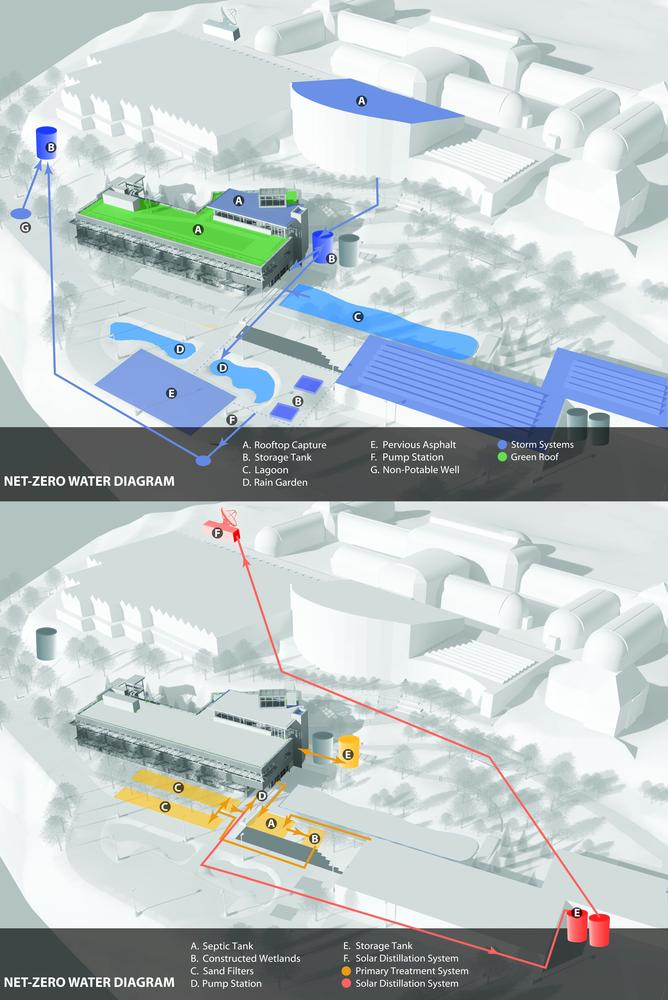 A
B
G
A
A
B
C
D
D
E
B
F
A. Rooftop Capture
B. Storage Tank
C. Lagoon
D. Rain Garden
E. Pervious Asphalt
F. Pump Station
G. Non-Potable Well
Storm Systems
Green Roof
NET-ZERO WATER DIAGRAM
F
E
C
D
C
A
B
E
A. Septic Tank
B. Constructed Wetlands
C. Sand Filters
D. Pump Station
E. Storage Tank
F. Solar Distillation System
Primary Treatment System
Solar Distillation System
NET-ZERO WATER DIAGRAM